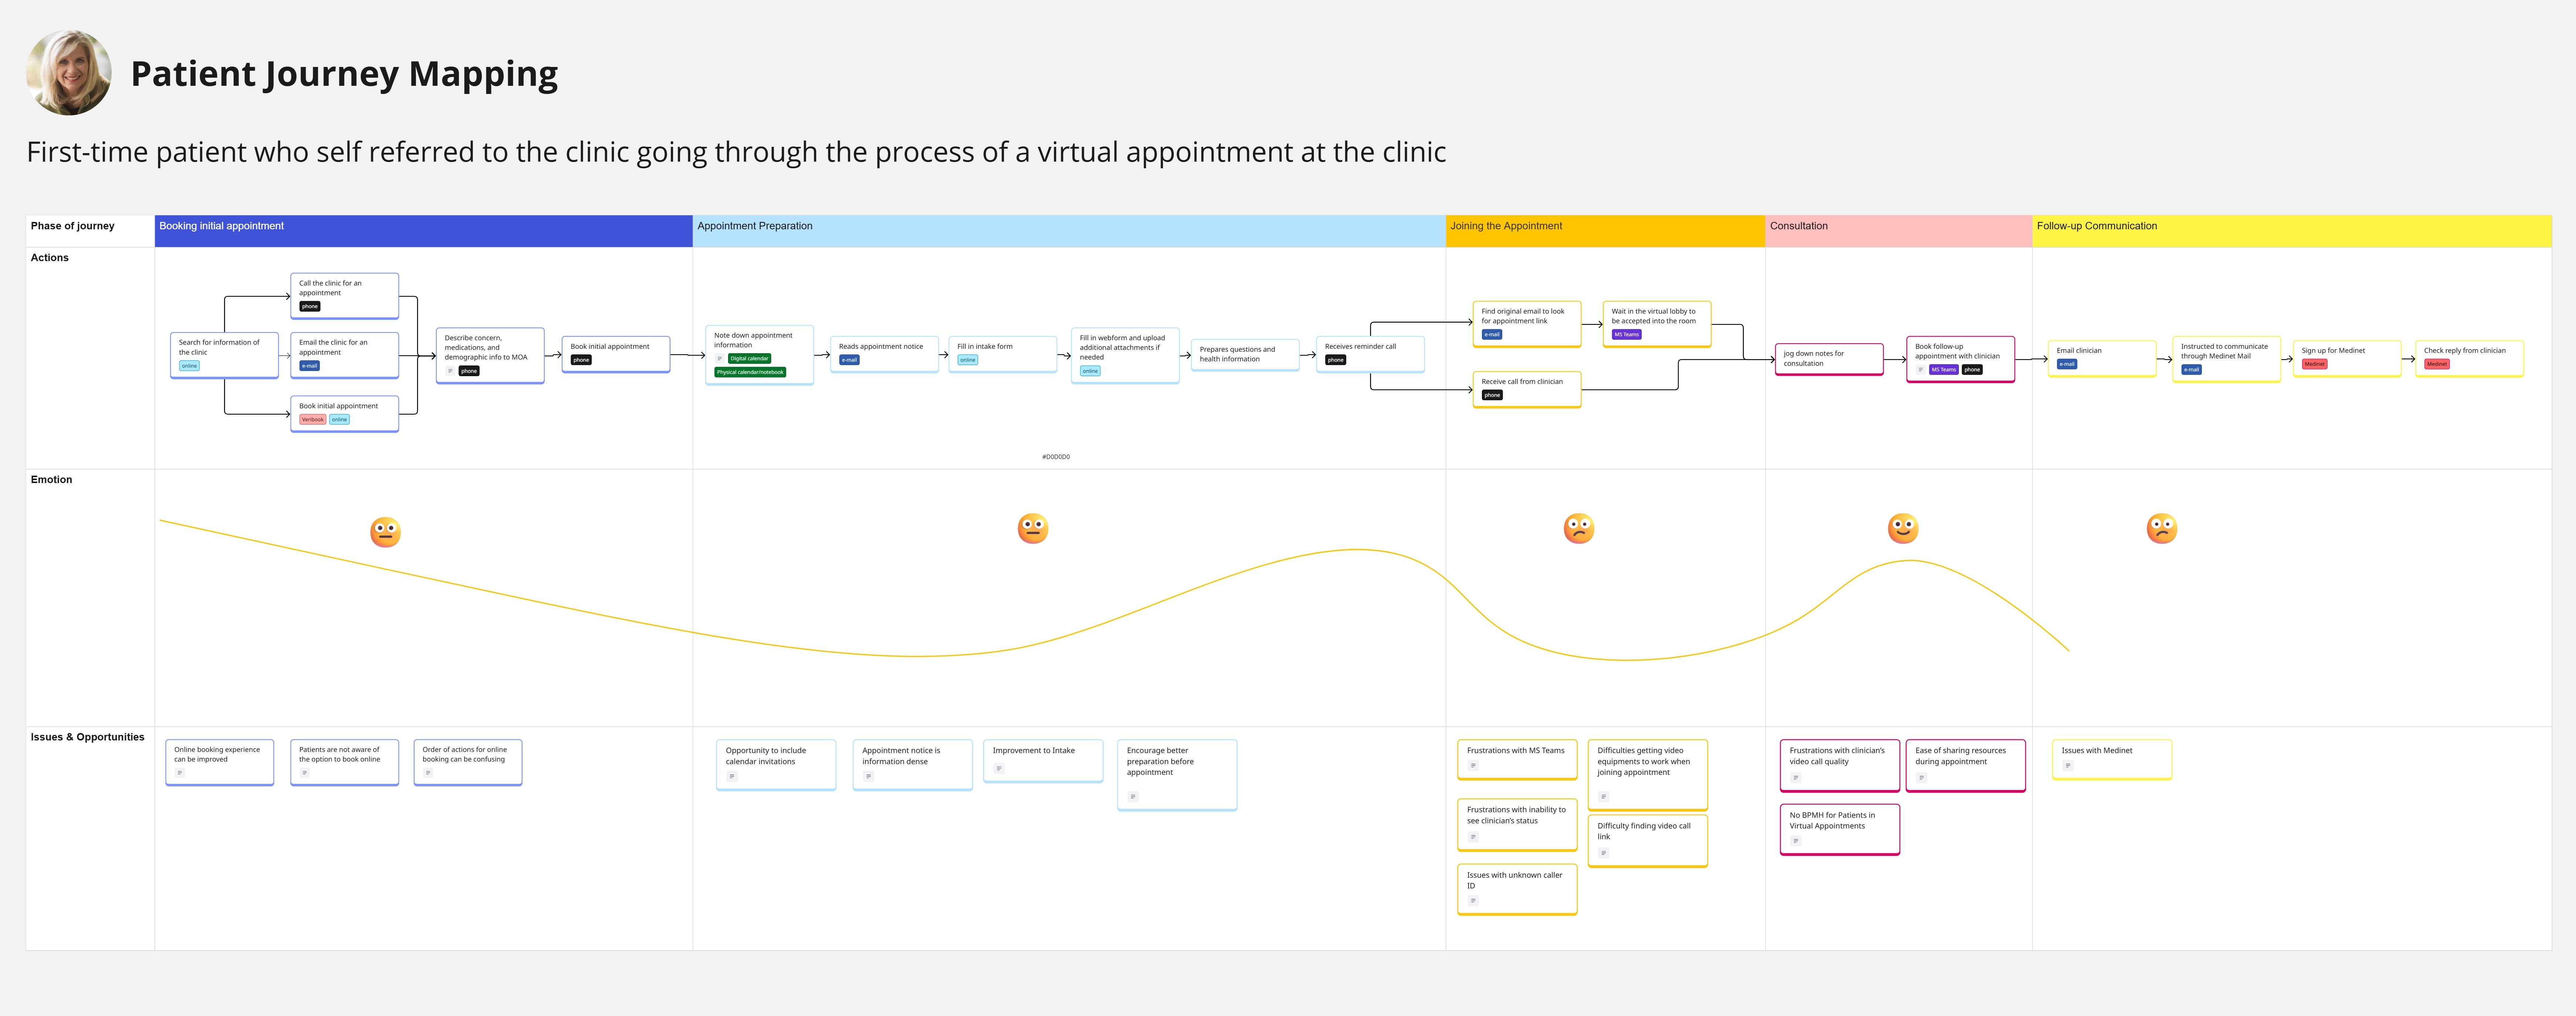 Patient Journey Mapping
First-time patient who self referred to the clinic going through the process of a virtual appointment at the clinic
Phase of journey
Booking initial appointment
Appointment Preparation
Joining the Appointment
Consultation
Follow-up Communication
Actions
Search for information of
the clinic
online
Call the clinic for an
appointment
phone
Email the clinic for an
appointment
e-mail
Book initial appointment
Veribook online
Describe concern,
medications, and
demographic info to MOA
phone
Book initial appointment
phone
Note down appointment
information
Digital calendar
Physical calendar/notebook
Reads appointment notice
e-mail
Fill in intake form
online
Fill in webform and upload
additional attachments if
needed
online
Prepares questions and
health information
Receives reminder call
phone
#D0D0D0
Find original email to look
for appointment link
e-mail
Wait in the virtual lobby to
be accepted into the room
MS Teams
Receive call from clinician
phone
jog down notes for
consultation
Book follow-up
appointment with clinician
MS Teams phone
Email clinician
e-mail
Instructed to communicate
through Medinet Mail
e-mail
Sign up for Medinet
Medinet
Check reply from clinician
Medinet
Emotion
Issues & Opportunities
Online booking experience
can be improved
Patients are not aware of
the option to book online
Order of actions for online
booking can be confusing
Opportunity to include
calendar invitations
Appointment notice is
information dense
Improvement to Intake
Encourage better
preparation before
appointment
Frustrations with MS Teams
Difficulties getting video
equipments to work when
joining appointment
Frustrations with inability to
see clinician's status
Difficulty finding video call
link
Issues with unknown caller
ID
Frustrations with clinician's
video call quality
Ease of sharing resources
during appointment
No BPMH for Patients in
Virtual Appointments
Issues with Medinet